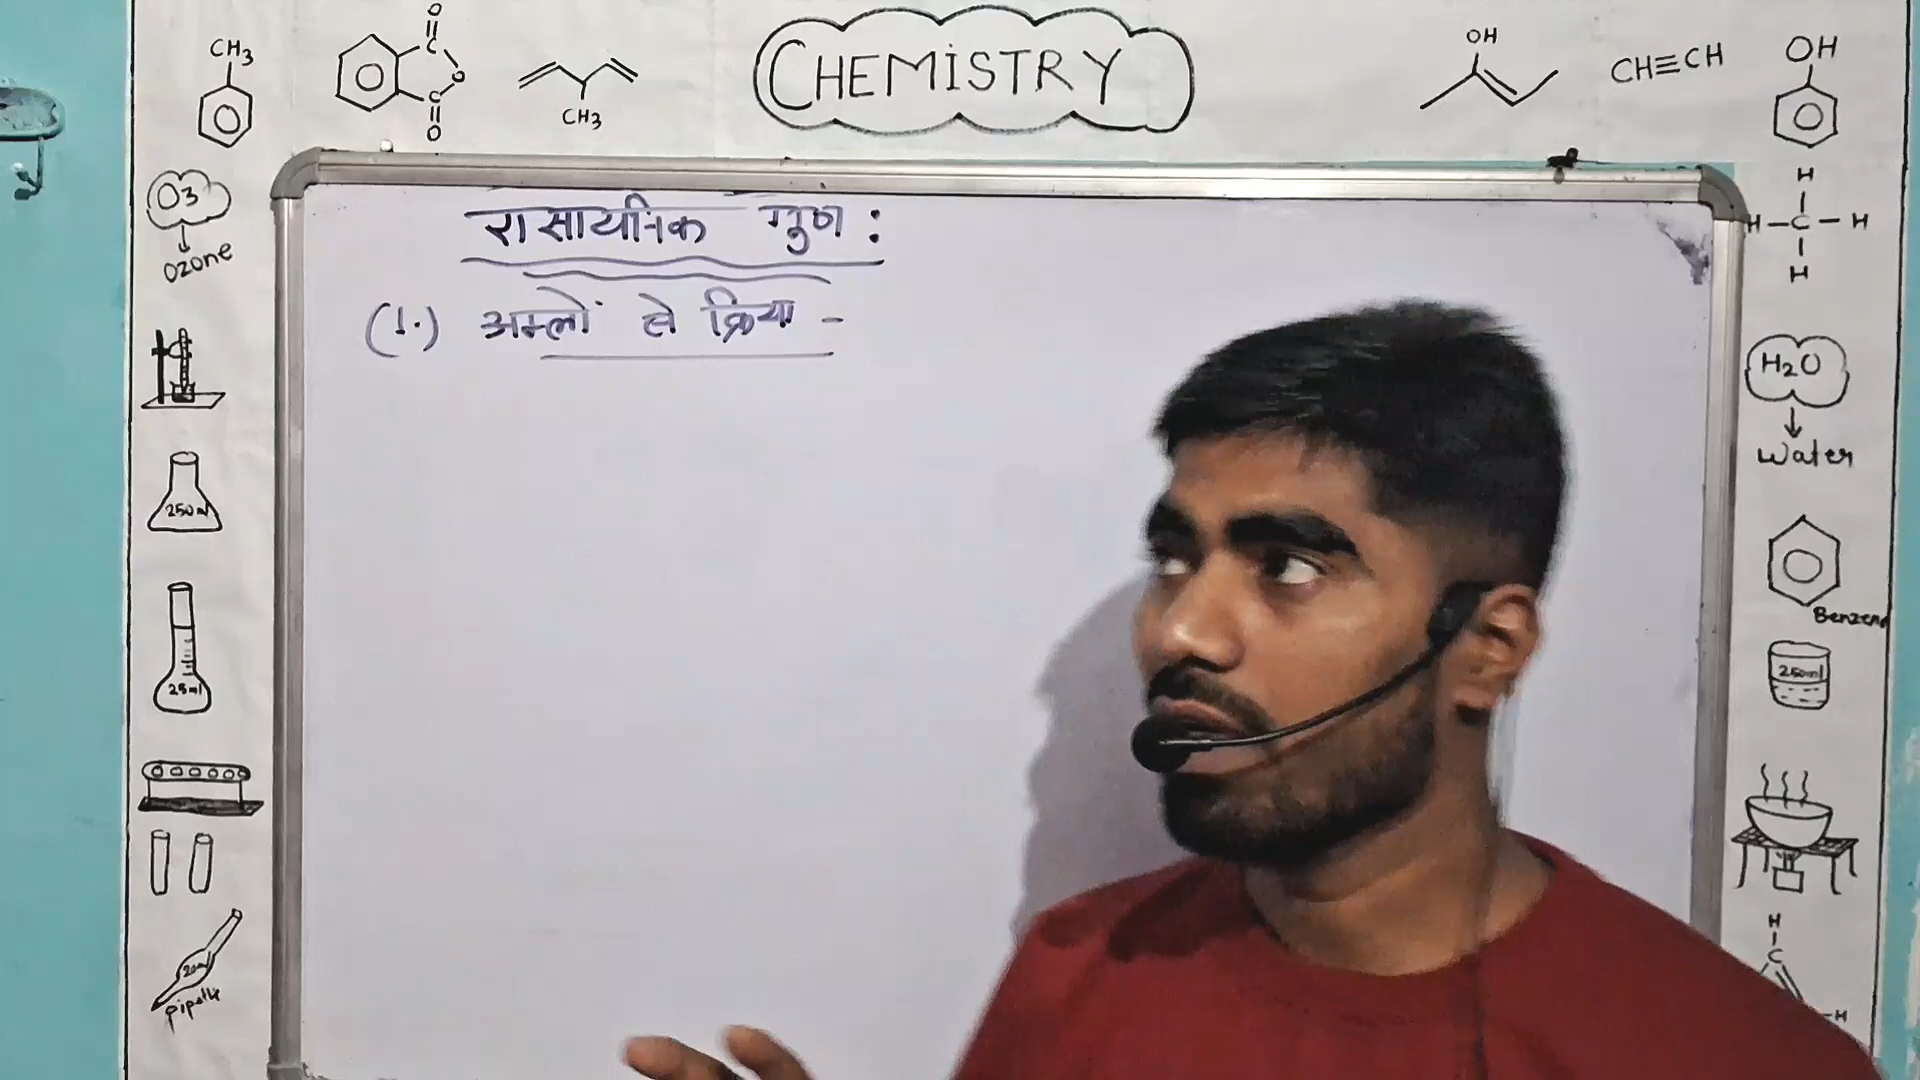 CHEMISTRY
CH3
C
O
O
C
O
CH3
OH
CH≡CH
OH
O3
Ozone
250ml
25ml
20ml
pipette
रासायनिक गुण :
(1.) अम्लों से क्रिया -
H
H-C-H
H
H2O
Water
Benzene
250ml
H
C
H